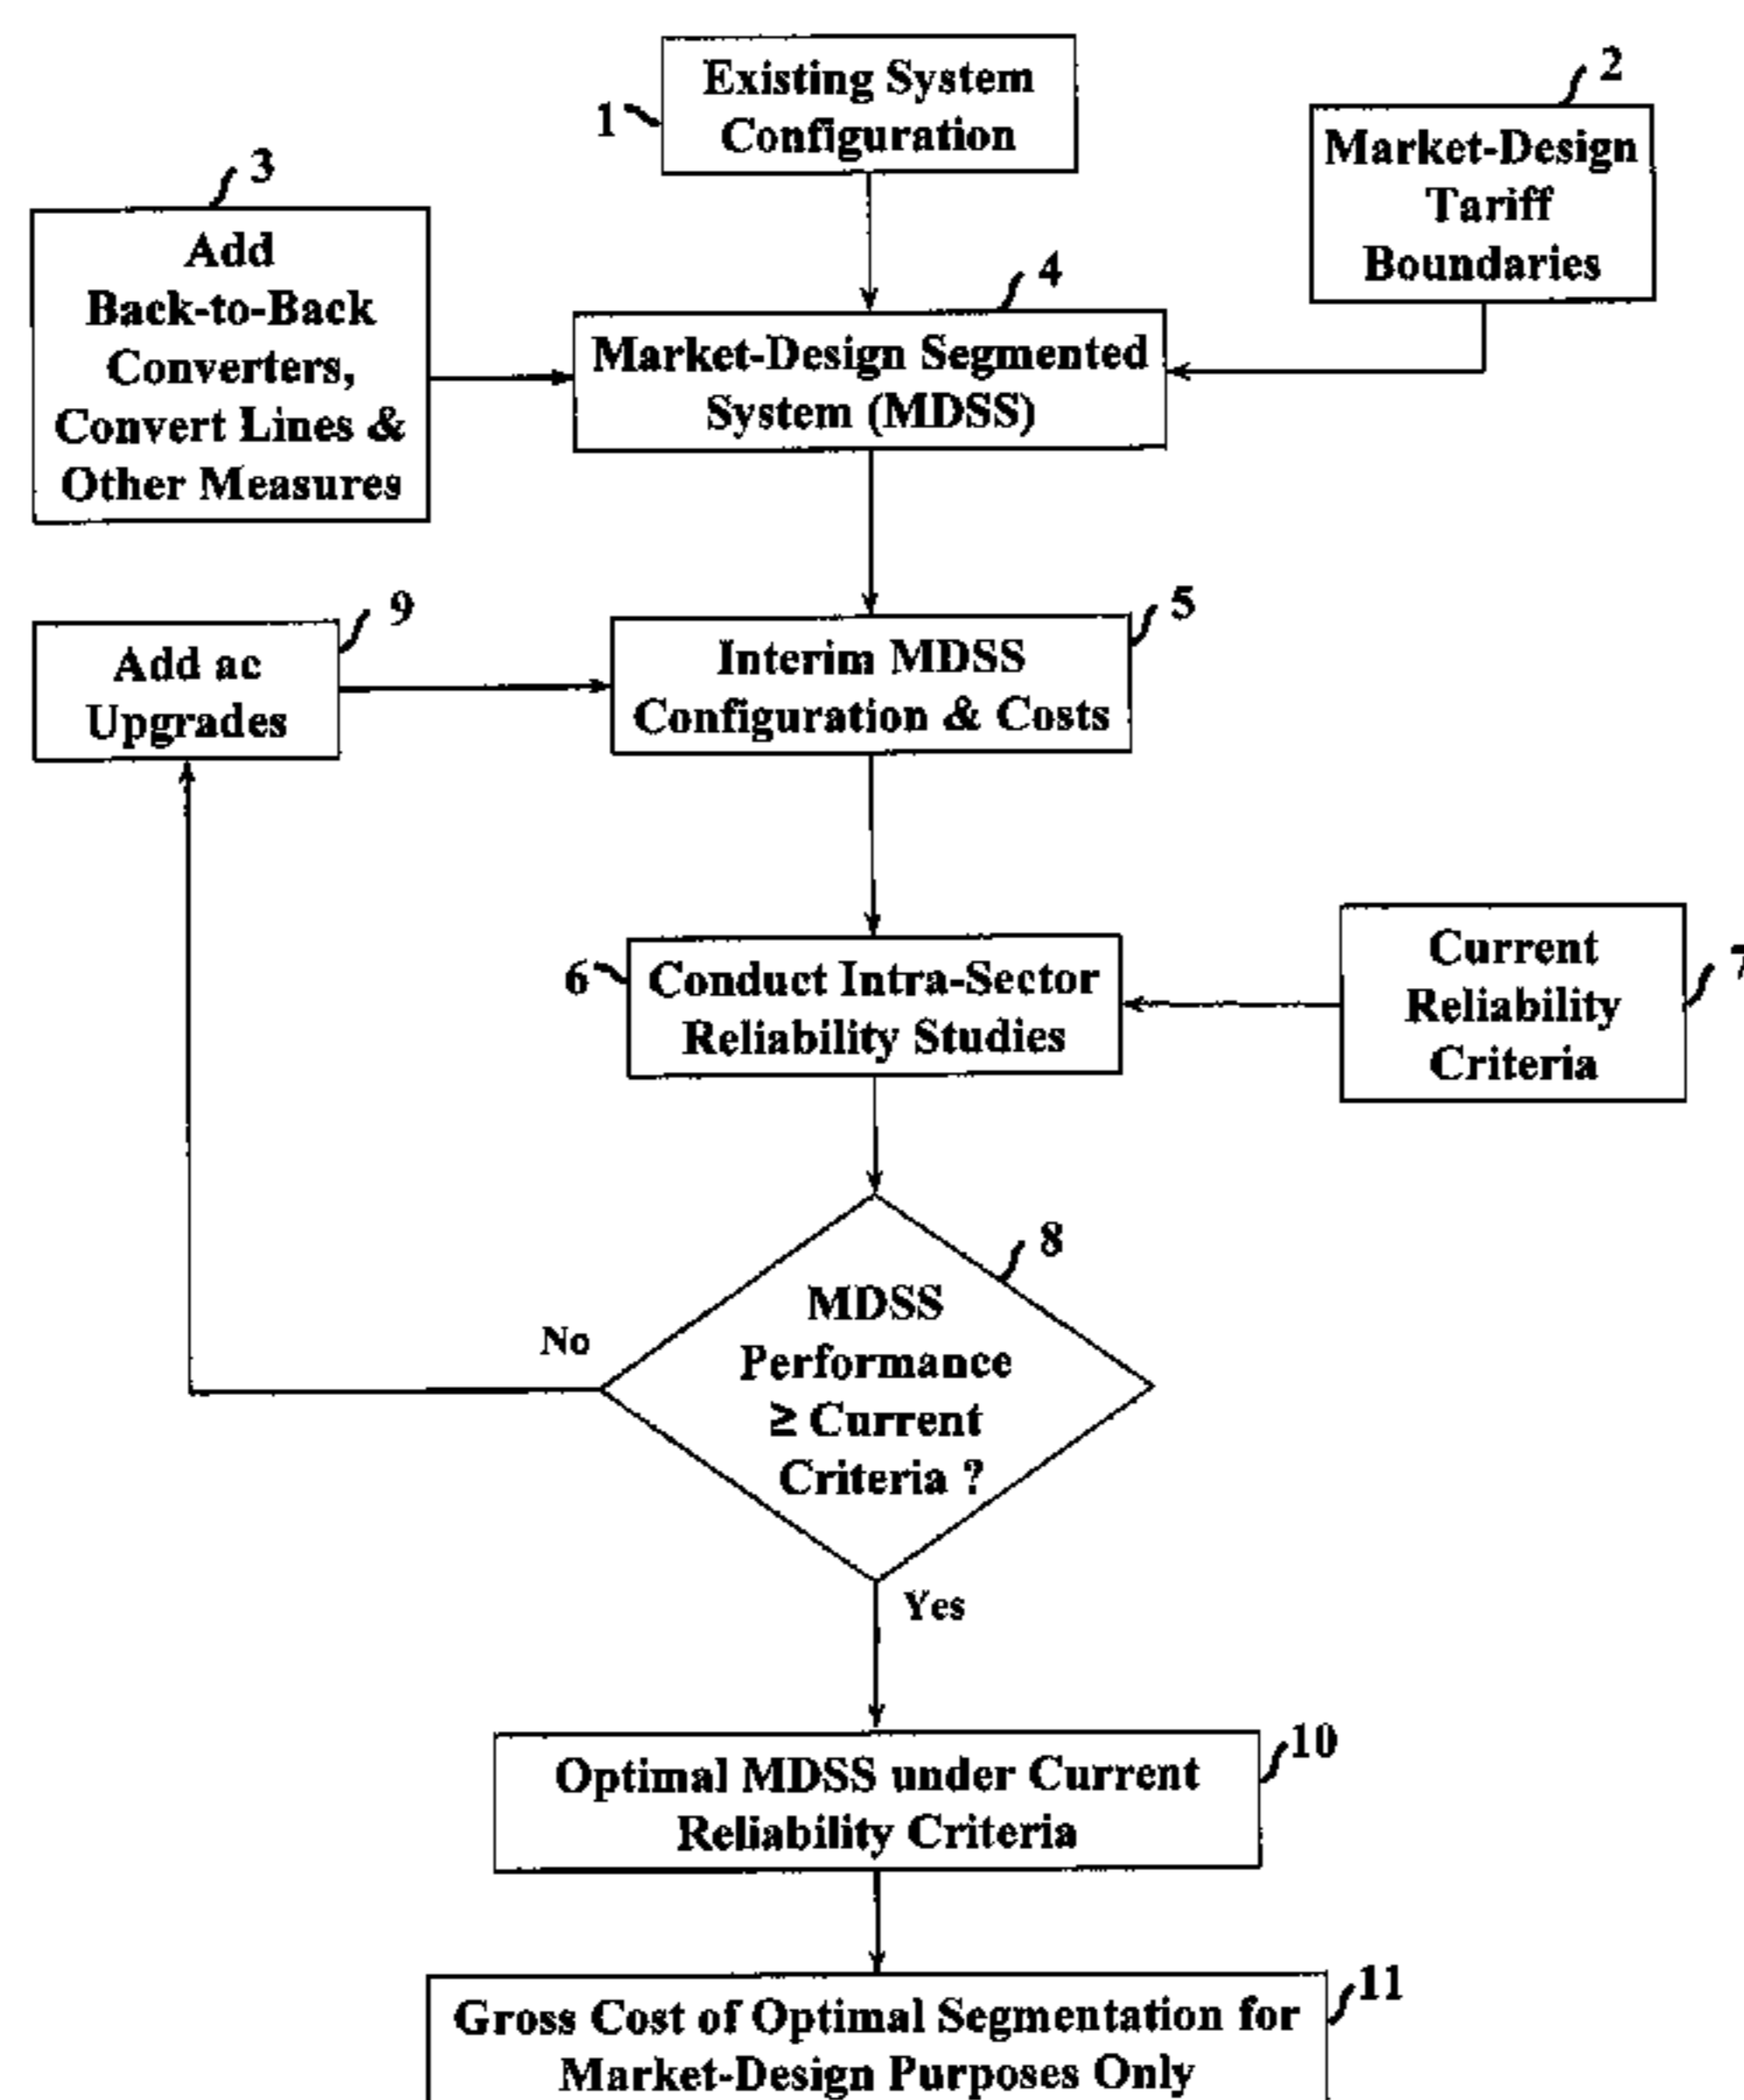 1
Existing System
Configuration
2
Market-Design
Tariff
Boundaries
3
Add
Back-to-Back
Converters,
Convert Lines &
Other Measures
4
Market-Design Segmented
System (MDSS)
9
Add ac
Upgrades
5
Interim MDSS
Configuration & Costs
6
Conduct Intra-Sector
Reliability Studies
7
Current
Reliability
Criteria
8
MDSS
Performance
≥ Current
Criteria ?
No
Yes
10
Optimal MDSS under Current
Reliability Criteria
11
Gross Cost of Optimal Segmentation for
Market-Design Purposes Only